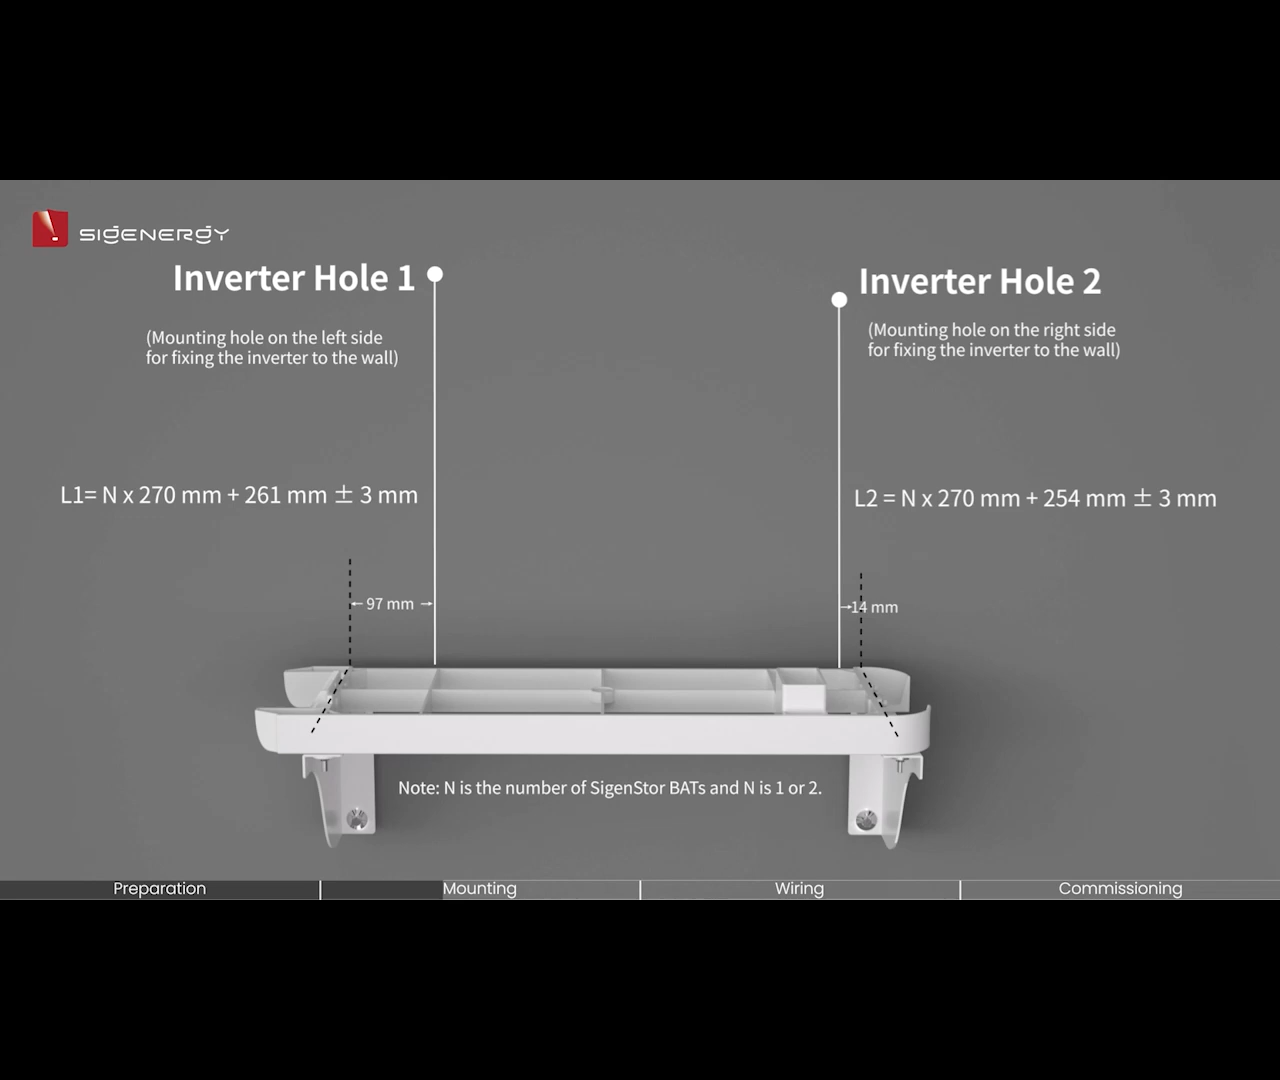 SIGENERGY
Inverter Hole 1
(Mounting hole on the left side
for fixing the inverter to the wall)
Inverter Hole 2
(Mounting hole on the right side
for fixing the inverter to the wall)
L1= N x 270 mm + 261 mm ± 3 mm
L2 = N x 270 mm + 254 mm ± 3 mm
97 mm
14 mm
Note: N is the number of SigenStor BATs and N is 1 or 2.
Preparation
Mounting
Wiring
Commissioning